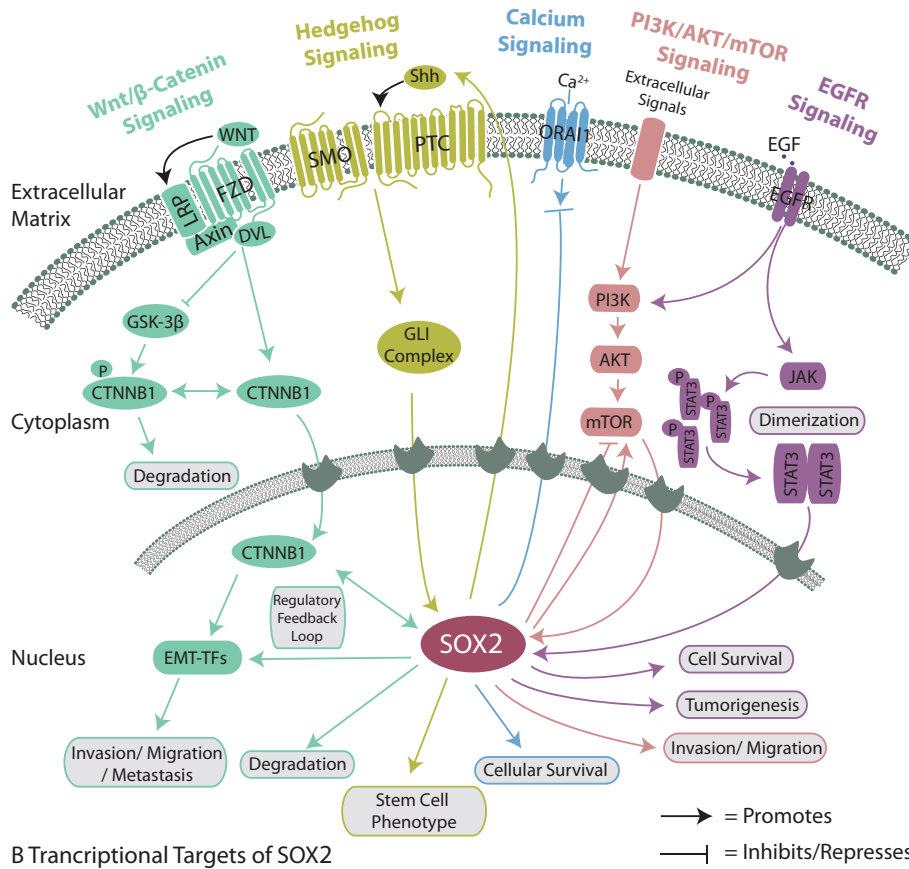 Hedgehog
Signaling
Calcium
Signaling
PI3K/AKT/mTOR
Signaling
Wnt/β-Catenin
Signaling
EGFR
Signaling
Shh
Ca²⁺
Extracellular
Signals
WNT
SMO
PTC
ORAI1
EGF
Extracellular
Matrix
LRP
FZD
EGFR
Axin
DVL
GSK-3β
PI3K
GLI
Complex
P
CTNNB1
CTNNB1
AKT
JAK
P
STAT3
P
STAT3
P
STAT3
Dimerization
Cytoplasm
mTOR
Degradation
STAT3
STAT3
CTNNB1
Regulatory
Feedback
Loop
SOX2
Nucleus
EMT-TFs
Cell Survival
Tumorigenesis
Invasion/ Migration
/ Metastasis
Degradation
Cellular Survival
Invasion/ Migration
Stem Cell
Phenotype
= Promotes
= Inhibits/Represses
B Trancriptional Targets of SOX2